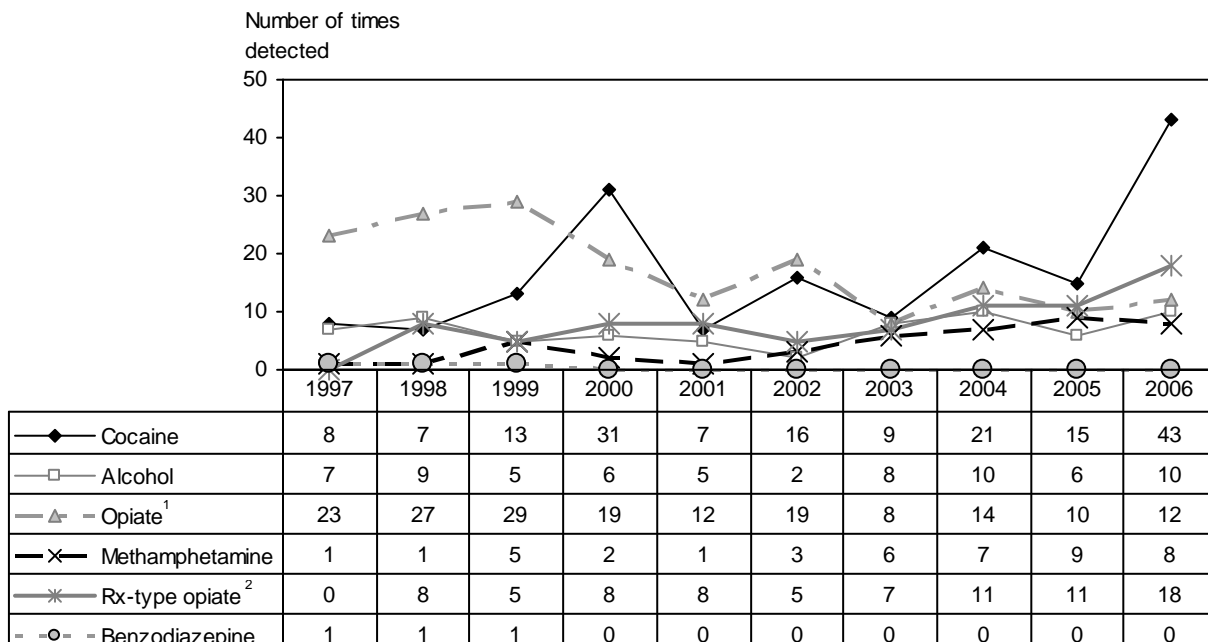 Number of times
detected
50
40
30
20
10
0
1997 1998 1999 2000 2001 2002 2003 2004 2005 2006
Cocaine 8 7 13 31 7 16 9 21 15 43
Alcohol 7 9 5 6 5 2 8 10 6 10
Opiate¹ 23 27 29 19 12 19 8 14 10 12
Methamphetamine 1 1 5 2 1 3 6 7 9 8
Rx-type opiate² 0 8 5 8 8 5 7 11 11 18
Benzodiazepine 1 1 1 0 0 0 0 0 0 0